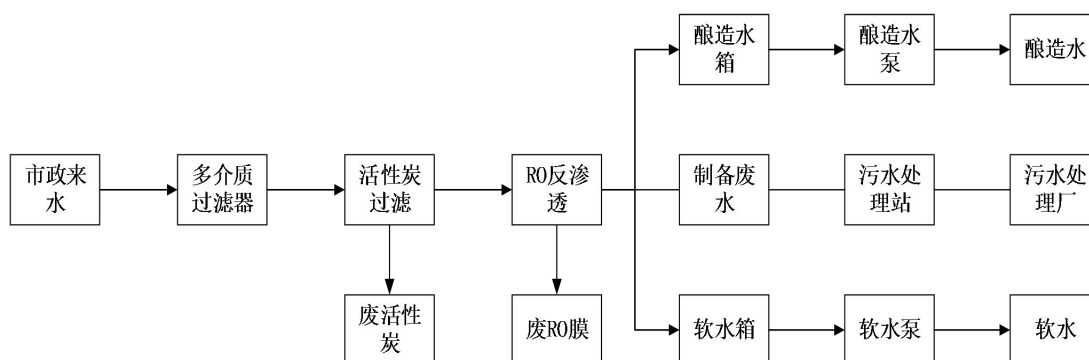 酿造水
箱
酿造水
泵
酿造水
市政来
水
多介质
过滤器
活性炭
过滤
RO反渗
透
制备废
水
污水处
理站
污水处
理厂
废活性
炭
废RO膜
软水箱
软水泵
软水